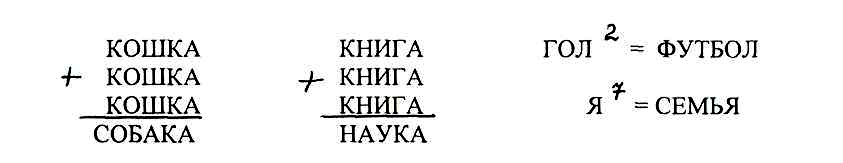 КОШКА КНИГА ГОЛ ² = ФУТБОЛ
+ КОШКА + КНИГА
КОШКА КНИГА Я ⁷ = СЕМЬЯ
СОБАКА НАУКА